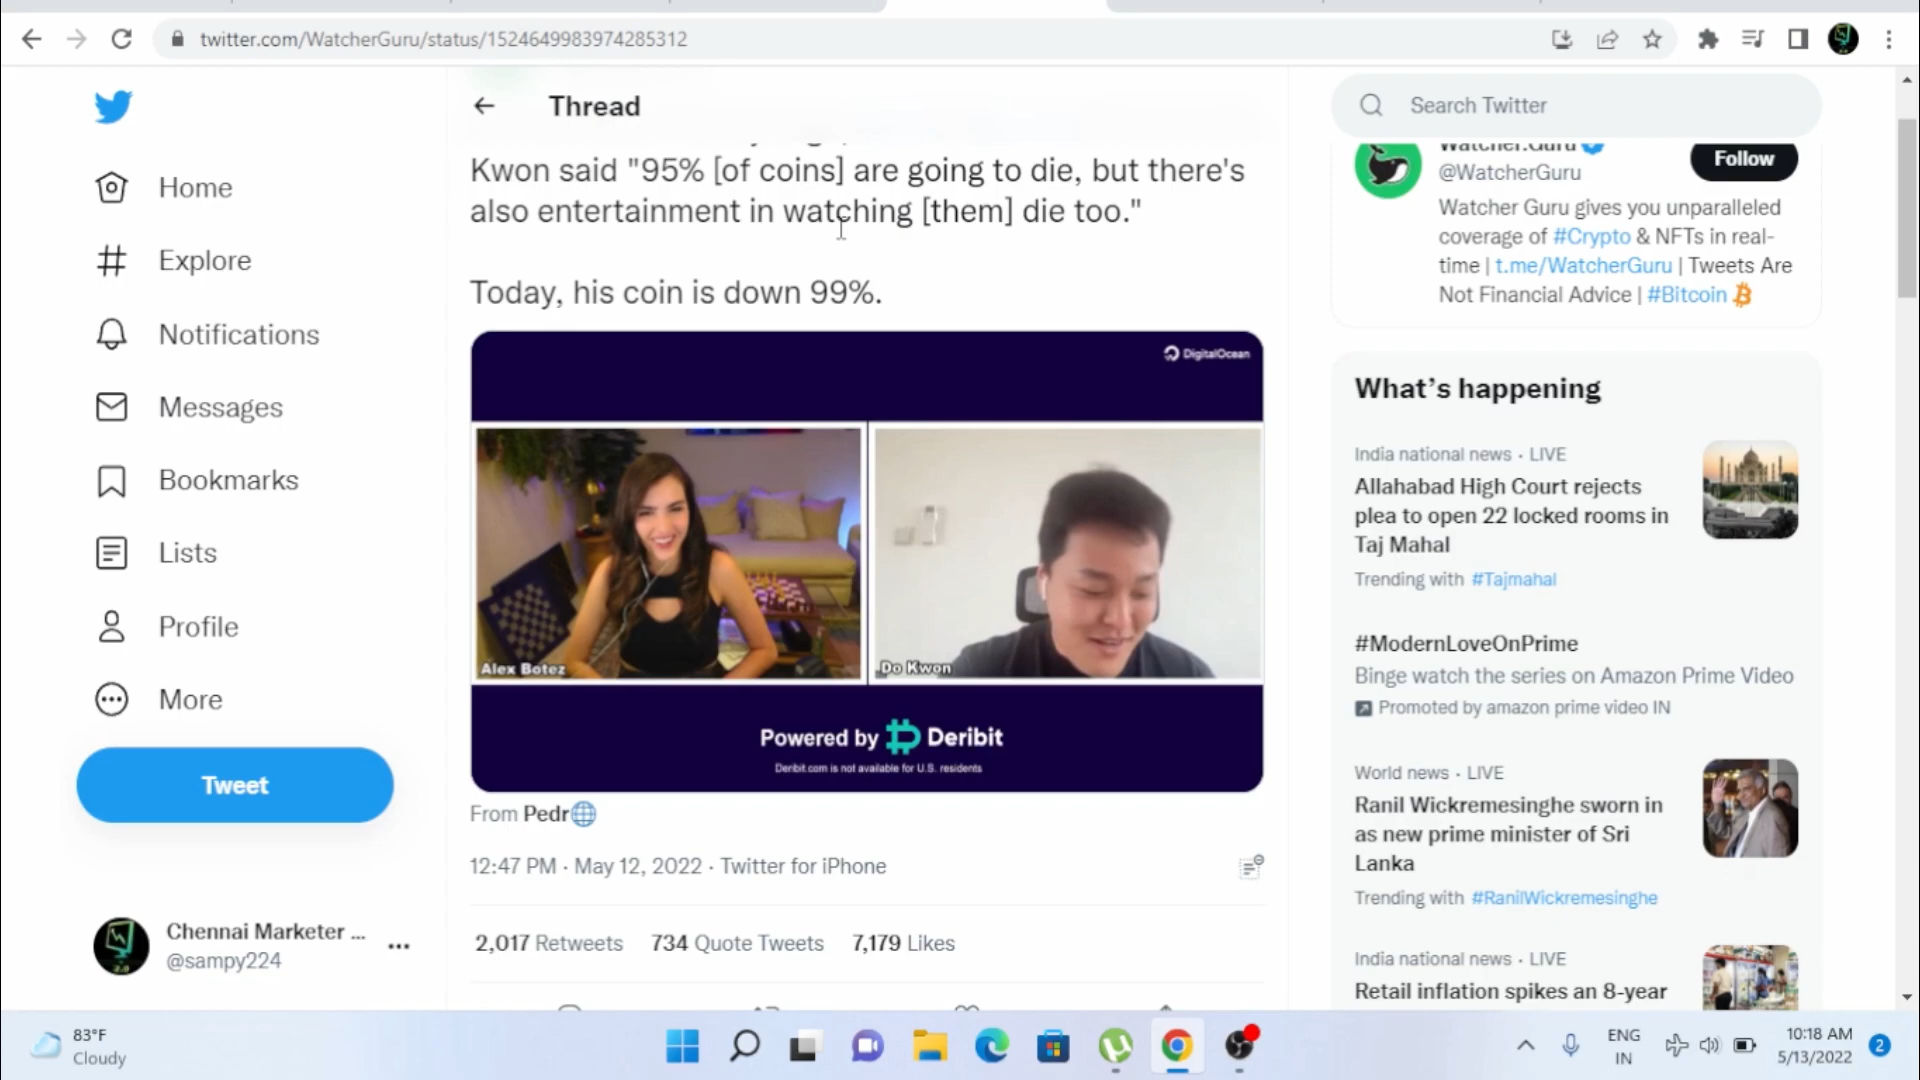 twitter.com/WatcherGuru/status/1524649983974285312
Thread
Search Twitter
Home
Explore
Notifications
Messages
Bookmarks
Lists
Profile
More
Tweet
Chennai Marketer ...
@sampy224
Kwon said "95% [of coins] are going to die, but there's
also entertainment in watching [them] die too."
Today, his coin is down 99%.
DigitalOcean
Alex Botez
Do Kwon
Powered by Deribit
Deribit.com is not available for U.S. residents
From Pedr
12:47 PM · May 12, 2022 · Twitter for iPhone
2,017 Retweets 734 Quote Tweets 7,179 Likes
Watcher.Guru
@WatcherGuru
Follow
Watcher Guru gives you unparalleled
coverage of #Crypto & NFTs in real-
time | t.me/WatcherGuru | Tweets Are
Not Financial Advice | #Bitcoin
What's happening
India national news · LIVE
Allahabad High Court rejects
plea to open 22 locked rooms in
Taj Mahal
Trending with #Tajmahal
#ModernLoveOnPrime
Binge watch the series on Amazon Prime Video
Promoted by amazon prime video IN
World news · LIVE
Ranil Wickremesinghe sworn in
as new prime minister of Sri
Lanka
Trending with #RanilWickremesinghe
India national news · LIVE
Retail inflation spikes an 8-year
83°F
Cloudy
ENG
IN
10:18 AM
5/13/2022
2